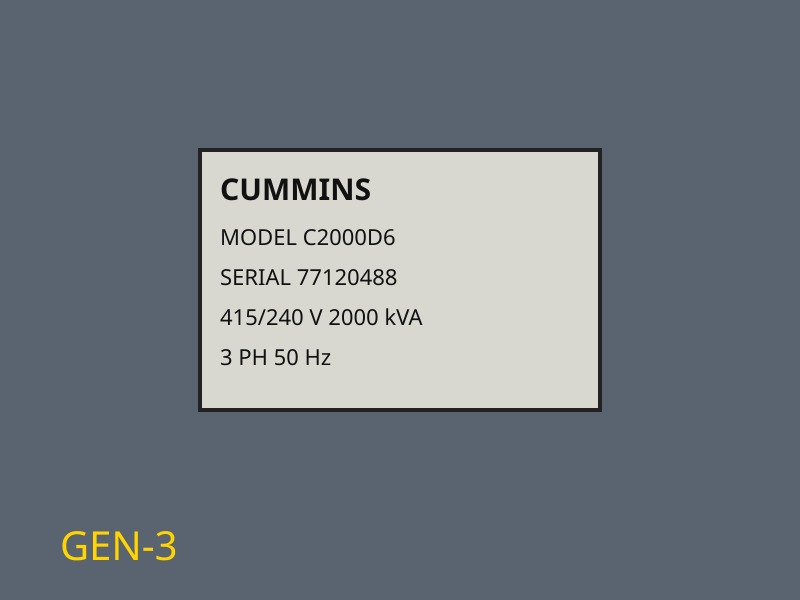 CUMMINS
MODEL C2000D6
SERIAL 77120488
415/240 V 2000 kVA
3 PH 50 Hz
GEN-3